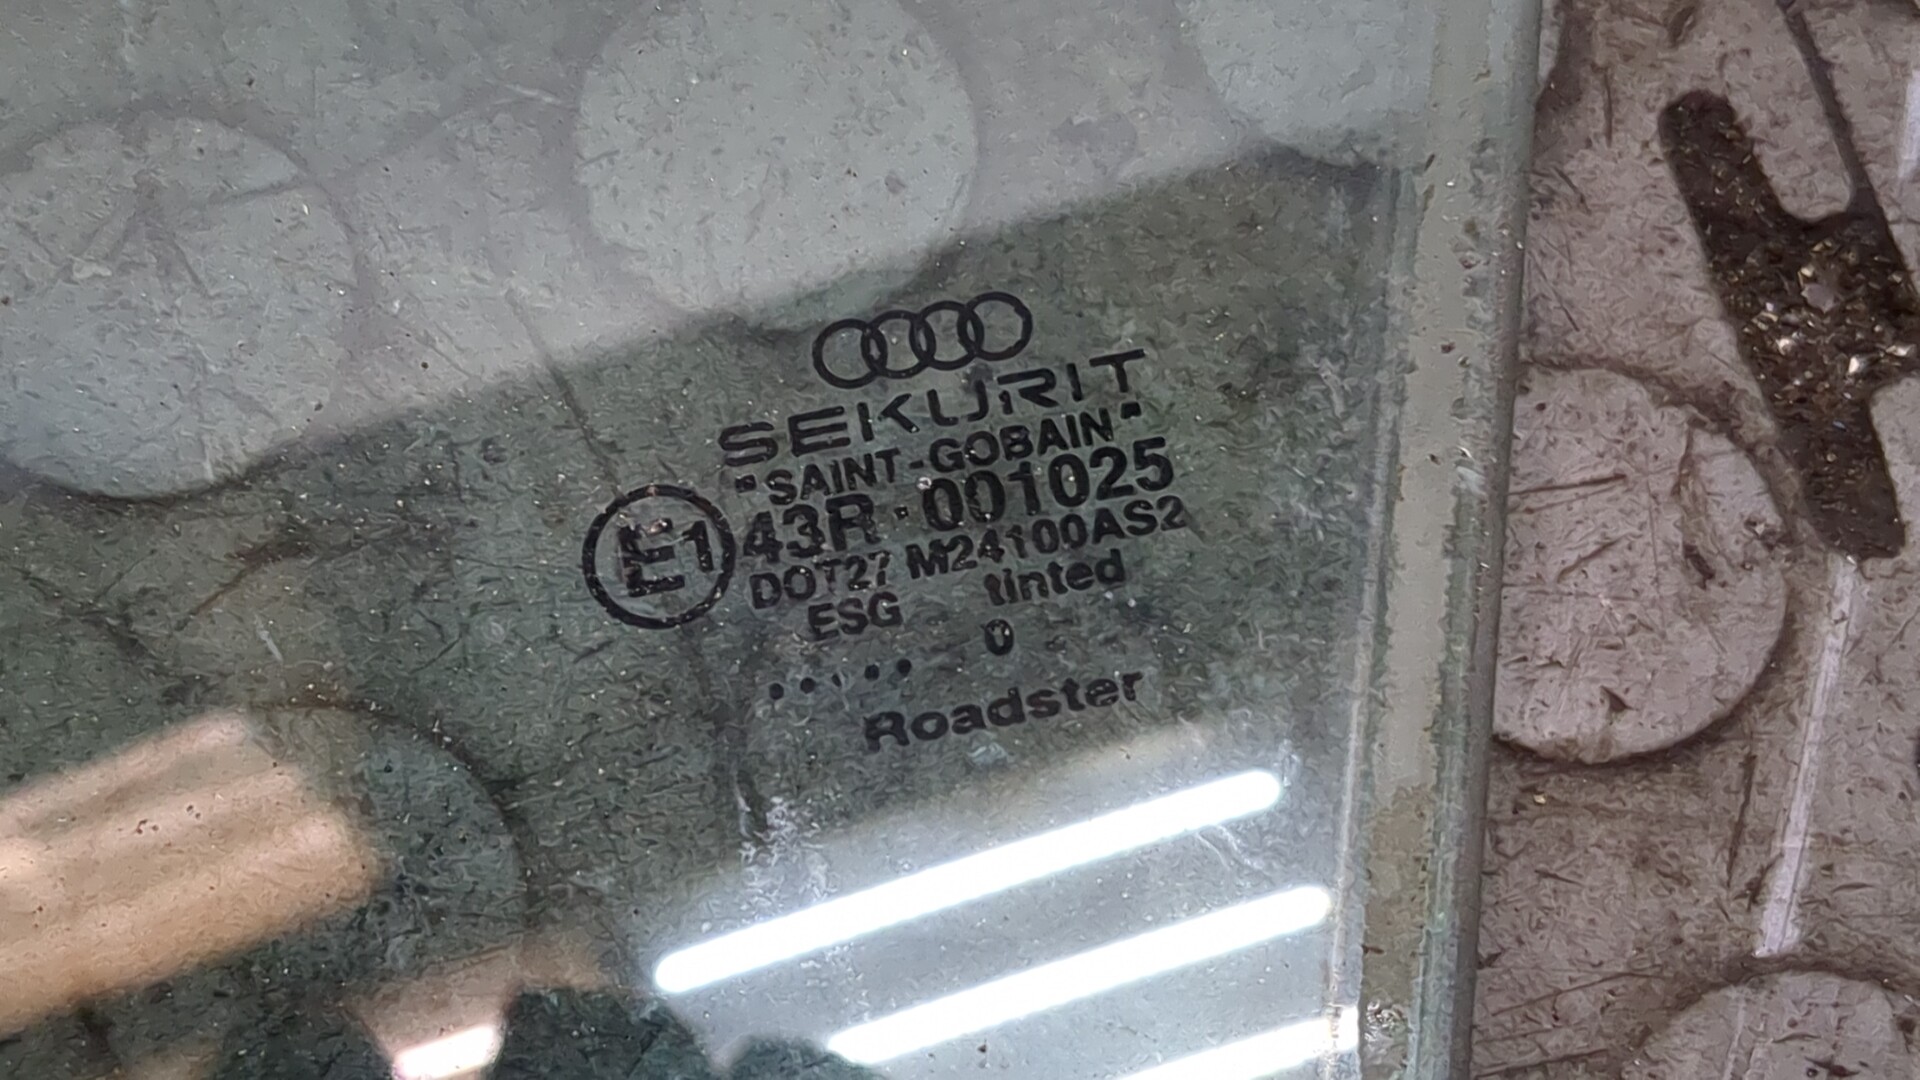 SEKURIT
"SAINT-GOBAIN"
E1 43R-001025
DOT27 M24100AS2
ESG tinted
..... 0
Roadster